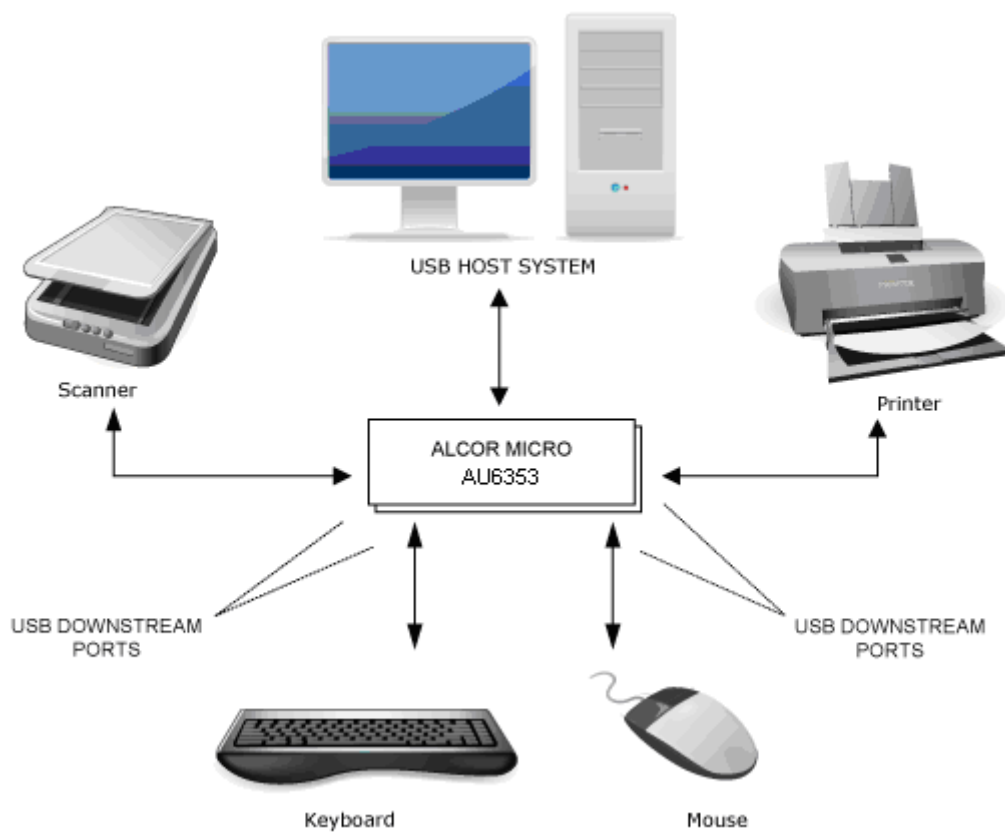 USB HOST SYSTEM
Scanner
Printer
ALCOR MICRO
AU6353
USB DOWNSTREAM
PORTS
USB DOWNSTREAM
PORTS
Keyboard
Mouse